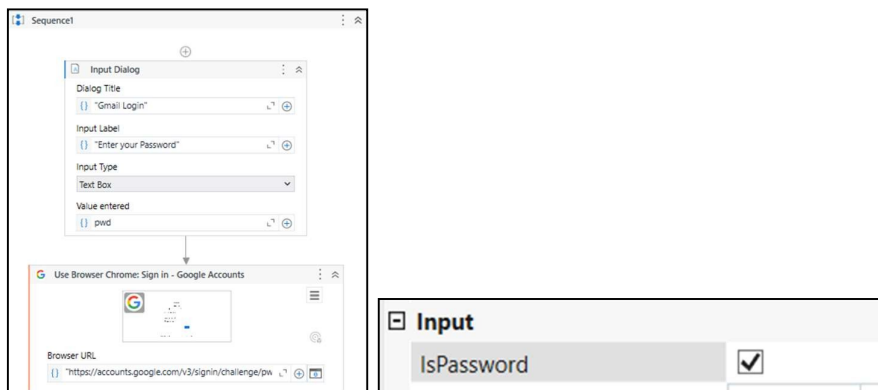 Sequence1
Input Dialog
Dialog Title
"Gmail Login"
Input Label
"Enter your Password"
Input Type
Text Box
Value entered
pwd
Use Browser Chrome: Sign in - Google Accounts
Browser URL
"https://accounts.google.com/v3/signin/challenge/pw
Input
IsPassword